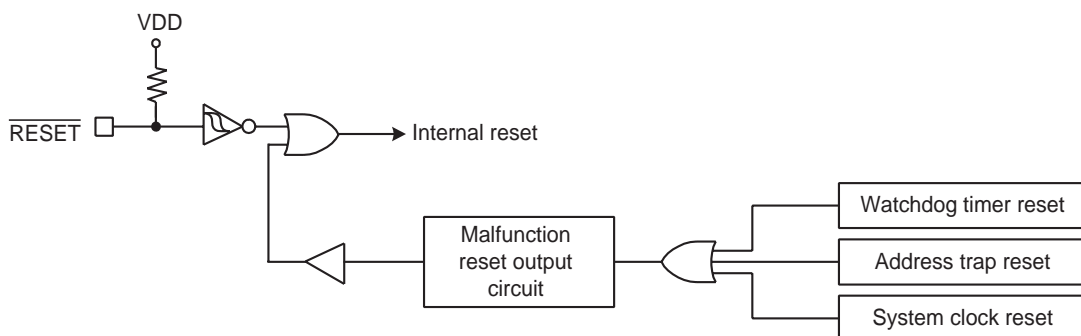 VDD
RESET
Internal reset
Watchdog timer reset
Malfunction
reset output
circuit
Address trap reset
System clock reset